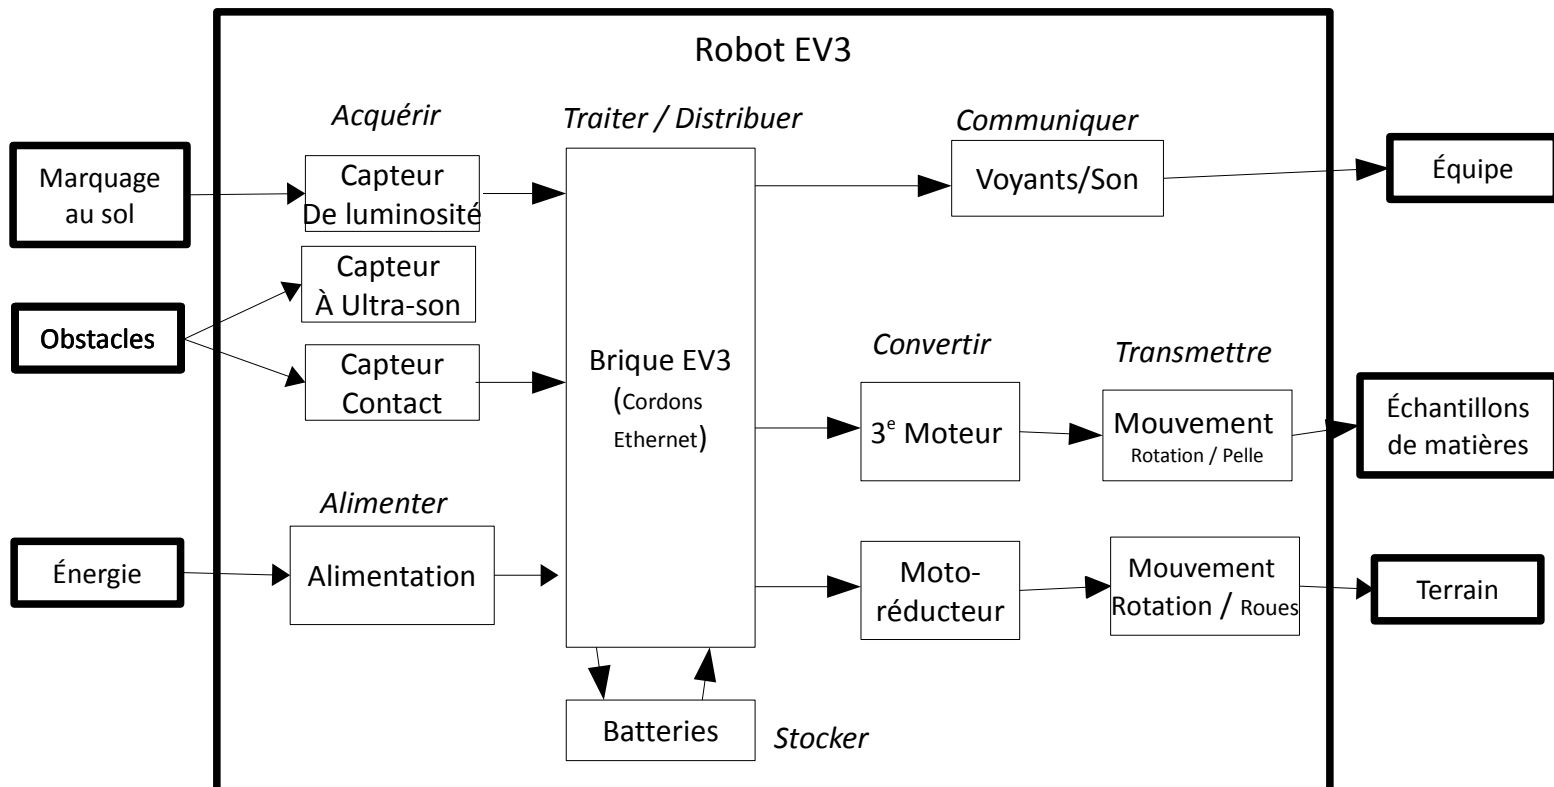 Robot EV3
Acquérir
Traiter / Distribuer
Communiquer
Marquage
au sol
Capteur
De luminosité
Voyants/Son
Équipe
Capteur
À Ultra-son
Obstacles
Capteur
Contact
Brique EV3
(Cordons
Ethernet)
Convertir
Transmettre
3e Moteur
Mouvement
Rotation / Pelle
Échantillons
de matières
Alimenter
Énergie
Alimentation
Moto-
réducteur
Mouvement
Rotation / Roues
Terrain
Batteries
Stocker